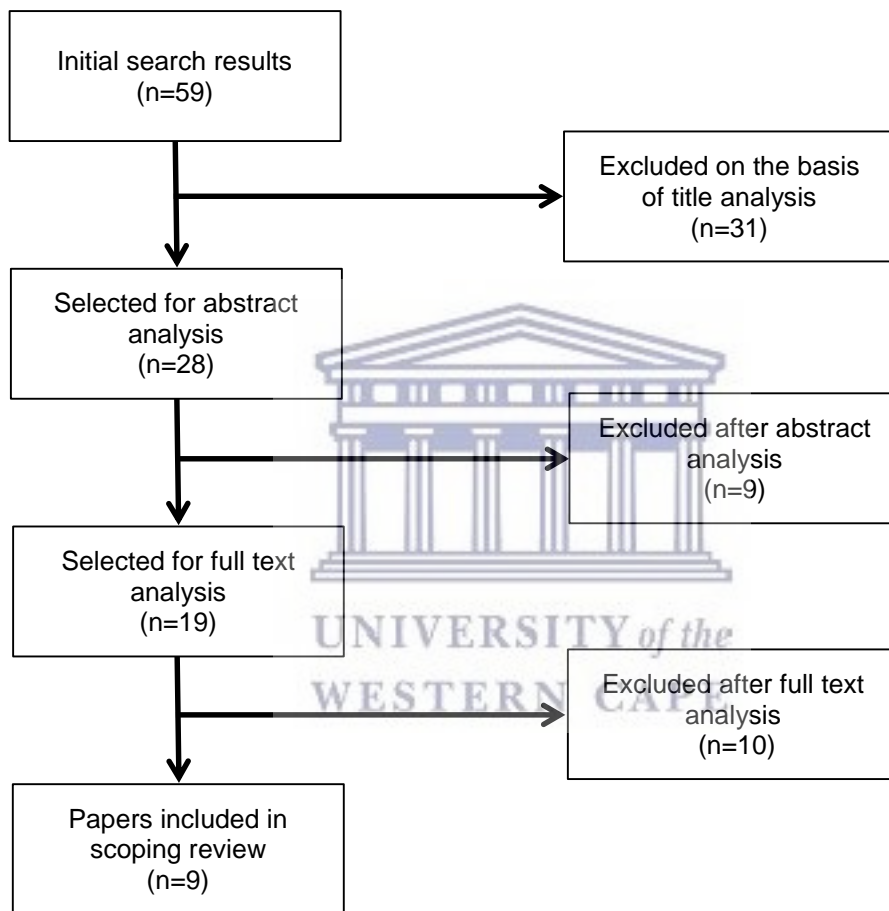 Initial search results
(n=59)
Excluded on the basis
of title analysis
(n=31)
Selected for abstract
analysis
(n=28)
Excluded after abstract
analysis
(n=9)
Selected for full text
analysis
(n=19)
UNIVERSITY of the
WESTERN CAPE
Excluded after full text
analysis
(n=10)
Papers included in
scoping review
(n=9)